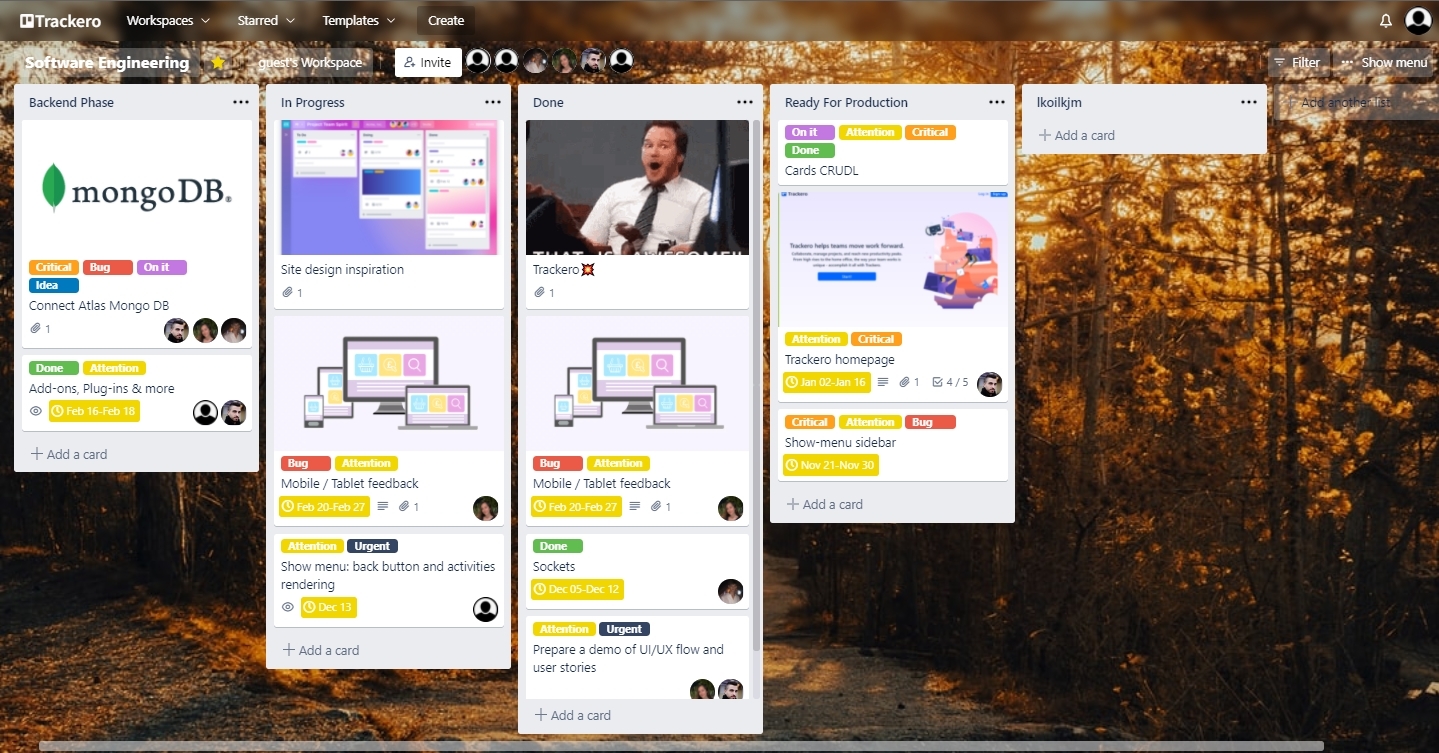 Trackero
Workspaces
Starred
Templates
Create
Software Engineering
guest's Workspace
Invite
Filter
Show menu
Backend Phase
mongoDB®
Critical
Bug
On it
Idea
Connect Atlas Mongo DB
1
Done
Attention
Add-ons, Plug-ins & more
Feb 16-Feb 18
Add a card
In Progress
Site design inspiration
1
Bug
Attention
Mobile / Tablet feedback
Feb 20-Feb 27
1
Attention
Urgent
Show menu: back button and activities
rendering
Dec 13
Add a card
Done
Trackero💥
1
Bug
Attention
Mobile / Tablet feedback
Feb 20-Feb 27
1
Done
Sockets
Dec 05-Dec 12
Attention
Urgent
Prepare a demo of UI/UX flow and
user stories
Add a card
Ready For Production
On it
Attention
Critical
Done
Cards CRUDL
Trackero
Trackero helps teams move work forward.
Attention
Critical
Trackero homepage
Jan 02-Jan 16
1
4 / 5
Critical
Attention
Bug
Show-menu sidebar
Nov 21-Nov 30
Add a card
lkoilkjm
Add a card
Add another list